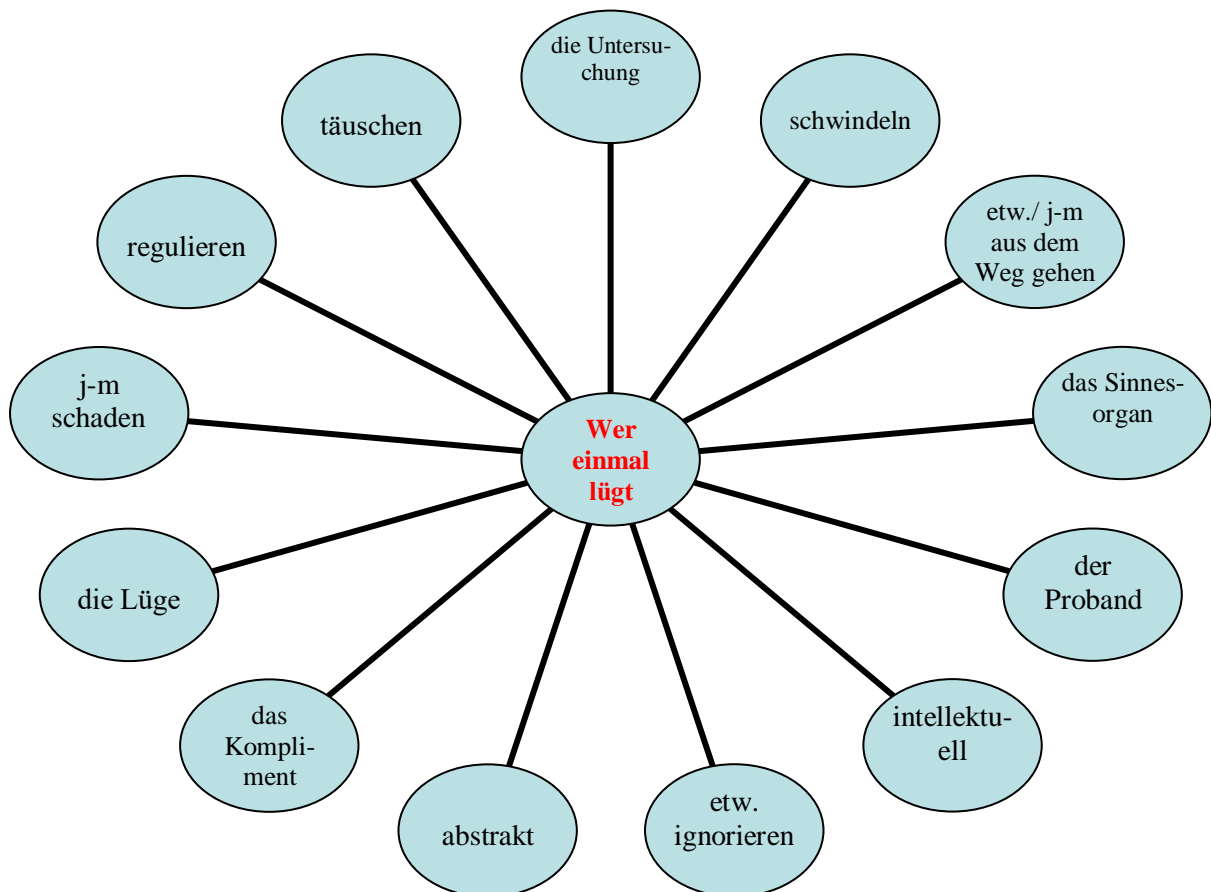 die Untersu-
chung
schwindeln
etw./ j-m
aus dem
Weg gehen
das Sinnes-
organ
der
Proband
intellektu-
ell
etw.
ignorieren
abstrakt
das
Kompli-
ment
die Lüge
j-m
schaden
regulieren
täuschen
Wer
einmal
lügt